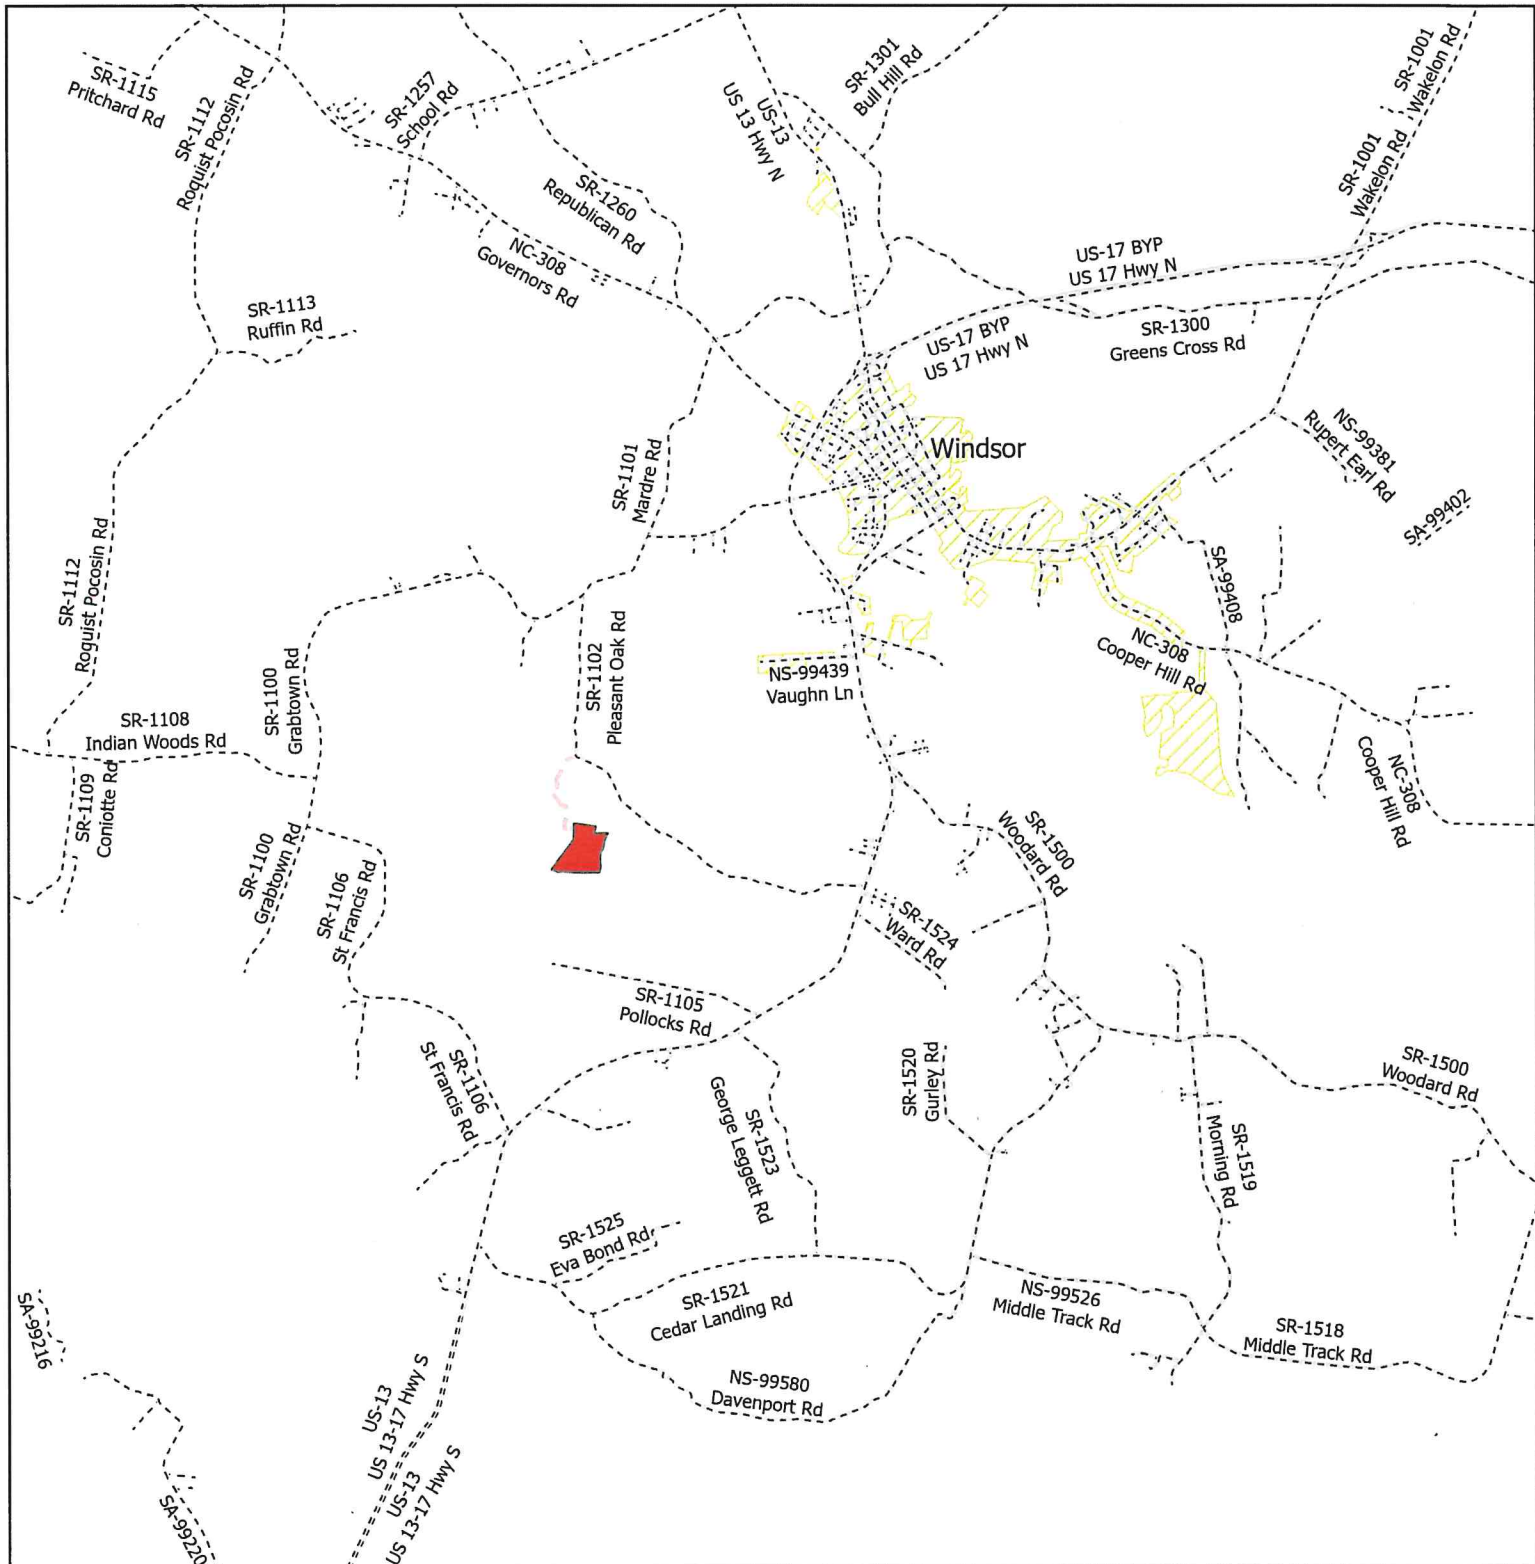 SR-1115
Pritchard Rd
SR-1112
Roquist Pocosin Rd
SR-1257
School Rd
US-13
US 13 Hwy N
SR-1301
Bull Hill Rd
SR-1001
Wakelon Rd
SR-1001
Wakelon Rd
SR-1260
Republican Rd
NC-308
Governors Rd
US-17 BYP
US 17 Hwy N
SR-1113
Ruffin Rd
US-17 BYP
US 17 Hwy N
SR-1300
Greens Cross Rd
SR-1101
Mardre Rd
Windsor
NS-99381
Rupert Earl Rd
SA-99402
SR-1112
Roquist Pocosin Rd
SA-99408
SR-1102
Pleasant Oak Rd
NC-308
Cooper Hill Rd
NS-99439
Vaughn Ln
SR-1100
Grabtown Rd
SR-1108
Indian Woods Rd
SR-1109
Coniotte Rd
NC-308
Cooper Hill Rd
SR-1100
Grabtown Rd
SR-1106
St Francis Rd
SR-1500
Woodard Rd
SR-1524
Ward Rd
SR-1105
Pollocks Rd
SR-1106
St Francis Rd
SR-1520
Gurley Rd
SR-1500
Woodard Rd
SR-1523
George Leggett Rd
SR-1519
Morning Rd
SR-1525
Eva Bond Rd
SR-1521
Cedar Landing Rd
NS-99526
Middle Track Rd
SR-1518
Middle Track Rd
SA-99216
NS-99580
Davenport Rd
US-13
US 13-17 Hwy S
US-13
US 13-17 Hwy S
SA-99220